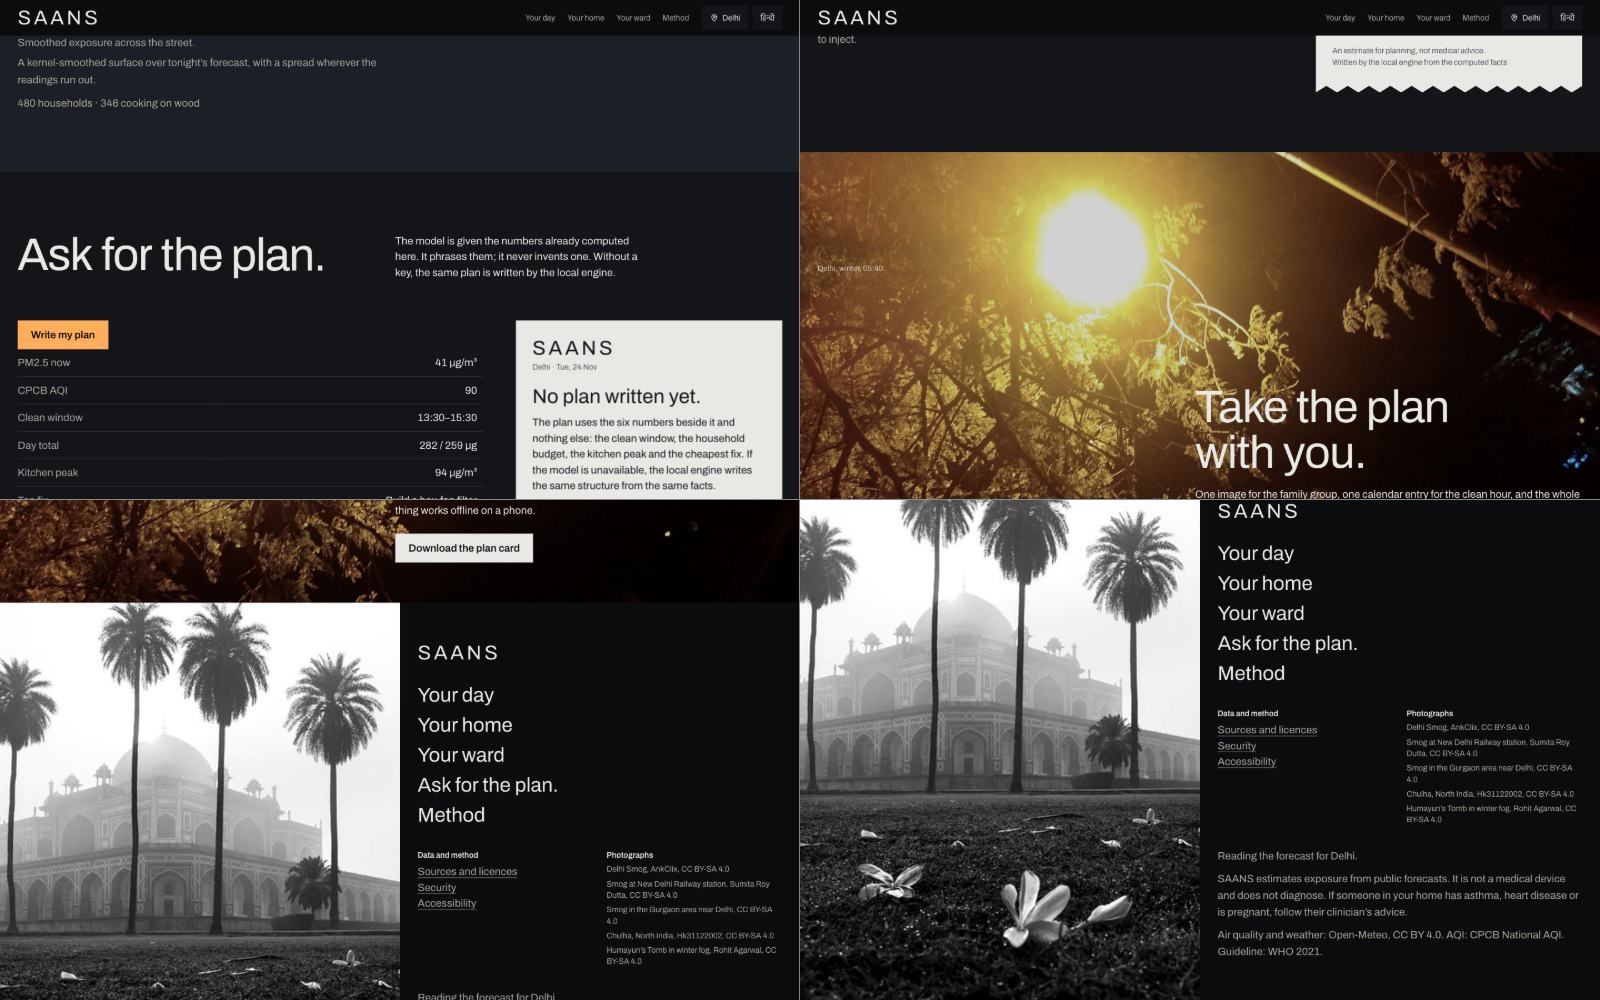 SAANS
Your day
Your home
Your ward
Method
Delhi
हिन्दी
Smoothed exposure across the street.
A kernel-smoothed surface over tonight's forecast, with a spread wherever the
readings run out.
480 households · 346 cooking on wood
Ask for the plan.
The model is given the numbers already computed
here. It phrases them; it never invents one. Without a
key, the same plan is written by the local engine.
Write my plan
PM2.5 now 41 µg/m³
CPCB AQI 90
Clean window 13:30–15:30
Day total 282 / 259 µg
Kitchen peak 94 µg/m³
SAANS
Delhi · Tue, 24 Nov
No plan written yet.
The plan uses the six numbers beside it and
nothing else: the clean window, the household
budget, the kitchen peak and the cheapest fix. If
the model is unavailable, the local engine writes
the same structure from the same facts.
SAANS
Your day
Your home
Your ward
Method
Delhi
हिन्दी
to inject.
An estimate for planning, not medical advice.
Written by the local engine from the computed facts
Delhi, winter, 05:40.
Take the plan
with you.
One image for the family group, one calendar entry for the clean hour, and the whole
thing works offline on a phone.
Download the plan card
SAANS
Your day
Your home
Your ward
Ask for the plan.
Method
Data and method
Sources and licences
Security
Accessibility
Photographs
Delhi Smog, AnkClix, CC BY-SA 4.0
Smog at New Delhi Railway station, Sumita Roy
Dutta, CC BY-SA 4.0
Smog in the Gurgaon area near Delhi, CC BY-SA
4.0
Chulha, North India, Hk31122002, CC BY-SA 4.0
Humayun's Tomb in winter fog, Rohit Agarwal, CC
BY-SA 4.0
Reading the forecast for Delhi.
SAANS
Your day
Your home
Your ward
Ask for the plan.
Method
Data and method
Sources and licences
Security
Accessibility
Photographs
Delhi Smog, AnkClix, CC BY-SA 4.0
Smog at New Delhi Railway station, Sumita Roy
Dutta, CC BY-SA 4.0
Smog in the Gurgaon area near Delhi, CC BY-SA
4.0
Chulha, North India, Hk31122002, CC BY-SA 4.0
Humayun's Tomb in winter fog, Rohit Agarwal, CC
BY-SA 4.0
Reading the forecast for Delhi.
SAANS estimates exposure from public forecasts. It is not a medical device
and does not diagnose. If someone in your home has asthma, heart disease or
is pregnant, follow their clinician's advice.
Air quality and weather: Open-Meteo, CC BY 4.0. AQI: CPCB National AQI.
Guideline: WHO 2021.